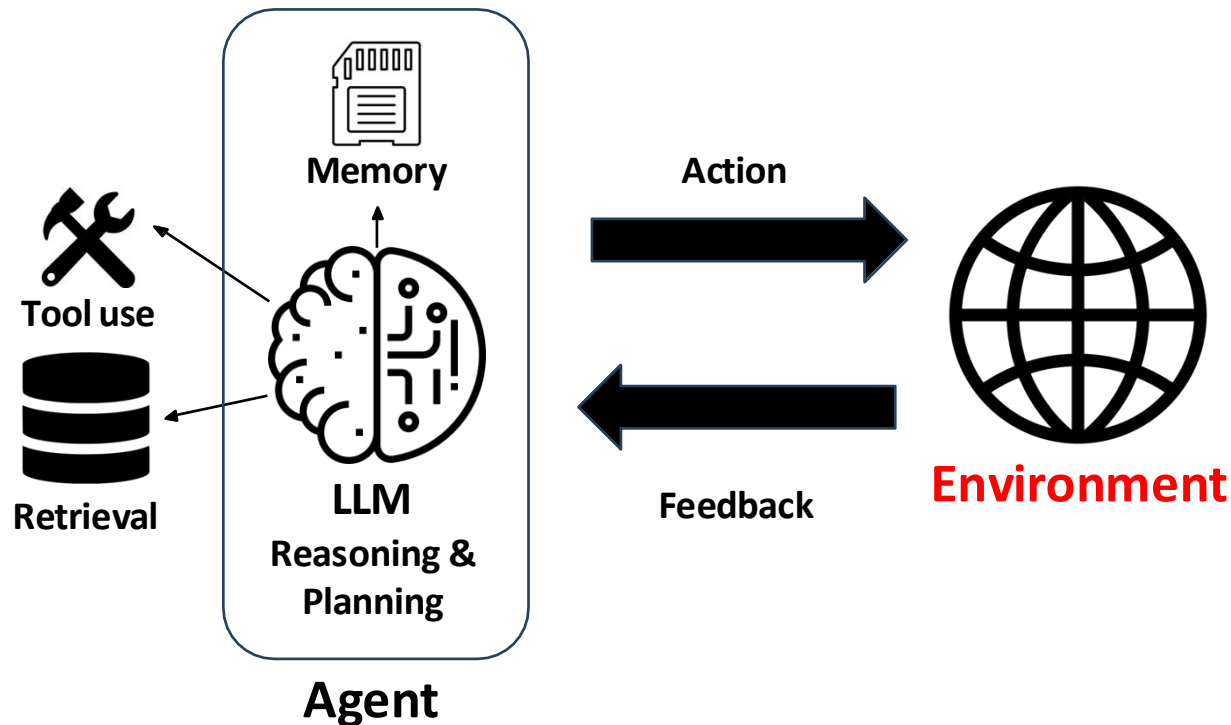 Memory
Tool use
Retrieval
LLM
Reasoning &
Planning
Agent
Action
Feedback
Environment